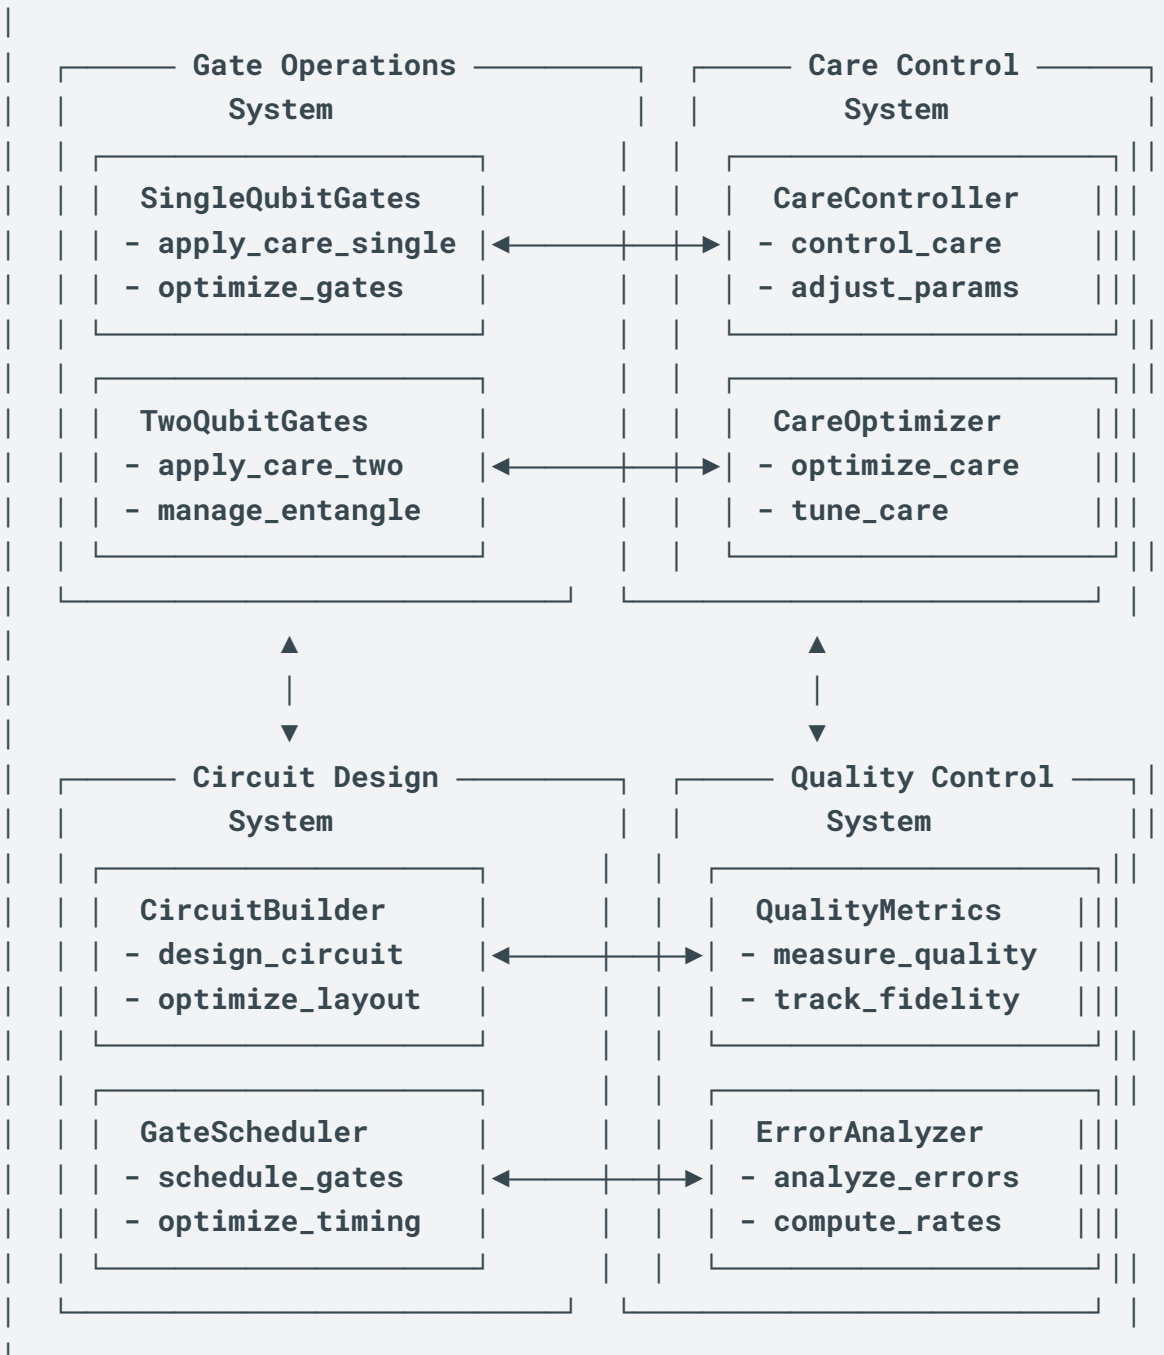 Gate Operations
System
SingleQubitGates
- apply_care_single
- optimize_gates
TwoQubitGates
- apply_care_two
- manage_entangle
Care Control
System
CareController
- control_care
- adjust_params
CareOptimizer
- optimize_care
- tune_care
Circuit Design
System
CircuitBuilder
- design_circuit
- optimize_layout
GateScheduler
- schedule_gates
- optimize_timing
Quality Control
System
QualityMetrics
- measure_quality
- track_fidelity
ErrorAnalyzer
- analyze_errors
- compute_rates